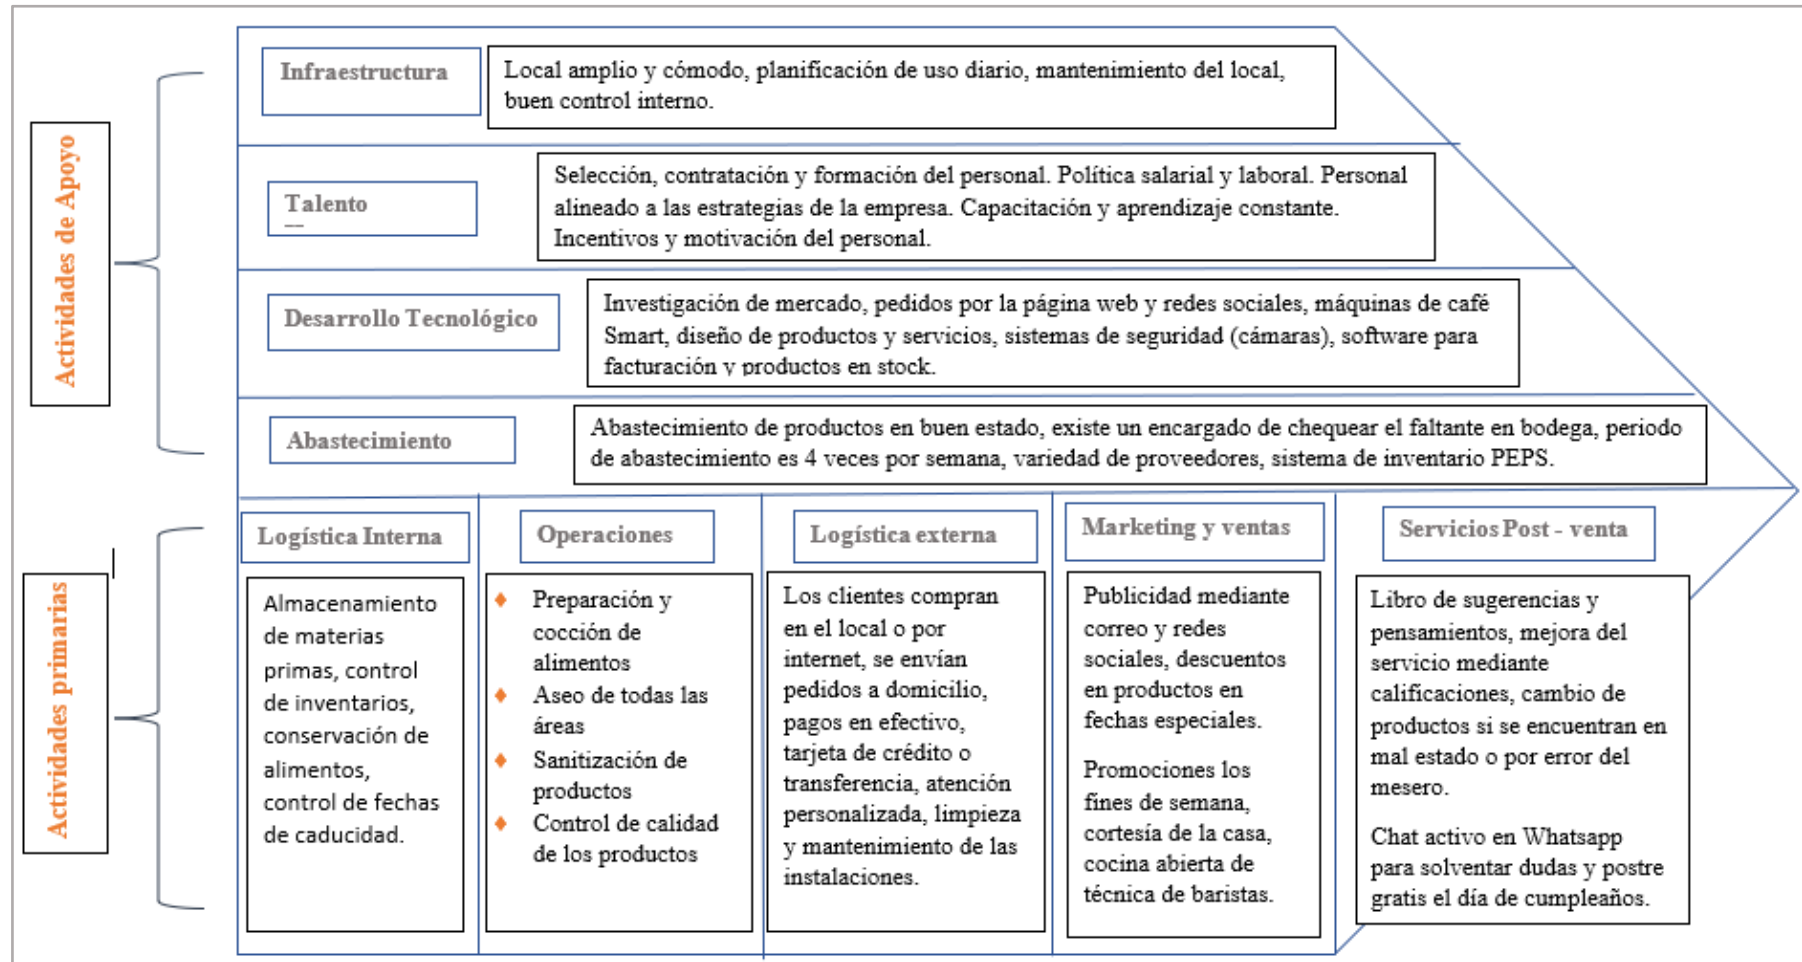 Actividades de Apoyo
Infraestructura
Local amplio y cómodo, planificación de uso diario, mantenimiento del local,
buen control interno.
Talento
Selección, contratación y formación del personal. Política salarial y laboral. Personal
alineado a las estrategias de la empresa. Capacitación y aprendizaje constante.
Incentivos y motivación del personal.
Desarrollo Tecnológico
Investigación de mercado, pedidos por la página web y redes sociales, máquinas de café
Smart, diseño de productos y servicios, sistemas de seguridad (cámaras), software para
facturación y productos en stock.
Abastecimiento
Abastecimiento de productos en buen estado, existe un encargado de chequear el faltante en bodega, periodo
de abastecimiento es 4 veces por semana, variedad de proveedores, sistema de inventario PEPS.
Actividades primarias
Logística Interna
Almacenamiento
de materias
primas, control
de inventarios,
conservación de
alimentos,
control de fechas
de caducidad.
Operaciones
Preparación y
cocción de
alimentos
Aseo de todas las
áreas
Sanitización de
productos
Control de calidad
de los productos
Logística externa
Los clientes compran
en el local o por
internet, se envían
pedidos a domicilio,
pagos en efectivo,
tarjeta de crédito o
transferencia, atención
personalizada, limpieza
y mantenimiento de las
instalaciones.
Marketing y ventas
Publicidad mediante
correo y redes
sociales, descuentos
en productos en
fechas especiales.
Promociones los
fines de semana,
cortesía de la casa,
cocina abierta de
técnica de baristas.
Servicios Post - venta
Libro de sugerencias y
pensamientos, mejora del
servicio mediante
calificaciones, cambio de
productos si se encuentran en
mal estado o por error del
mesero.
Chat activo en Whatsapp
para solventar dudas y postre
gratis el día de cumpleaños.